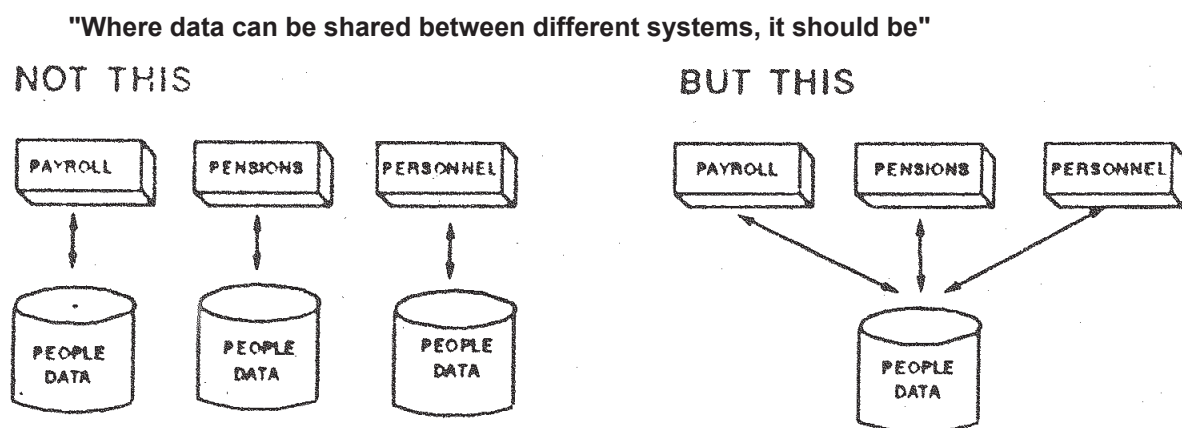 "Where data can be shared between different systems, it should be"
NOT THIS
BUT THIS
PAYROLL
PENSIONS
PERSONNEL
PAYROLL
PENSIONS
PERSONNEL
PEOPLE
DATA
PEOPLE
DATA
PEOPLE
DATA
PEOPLE
DATA